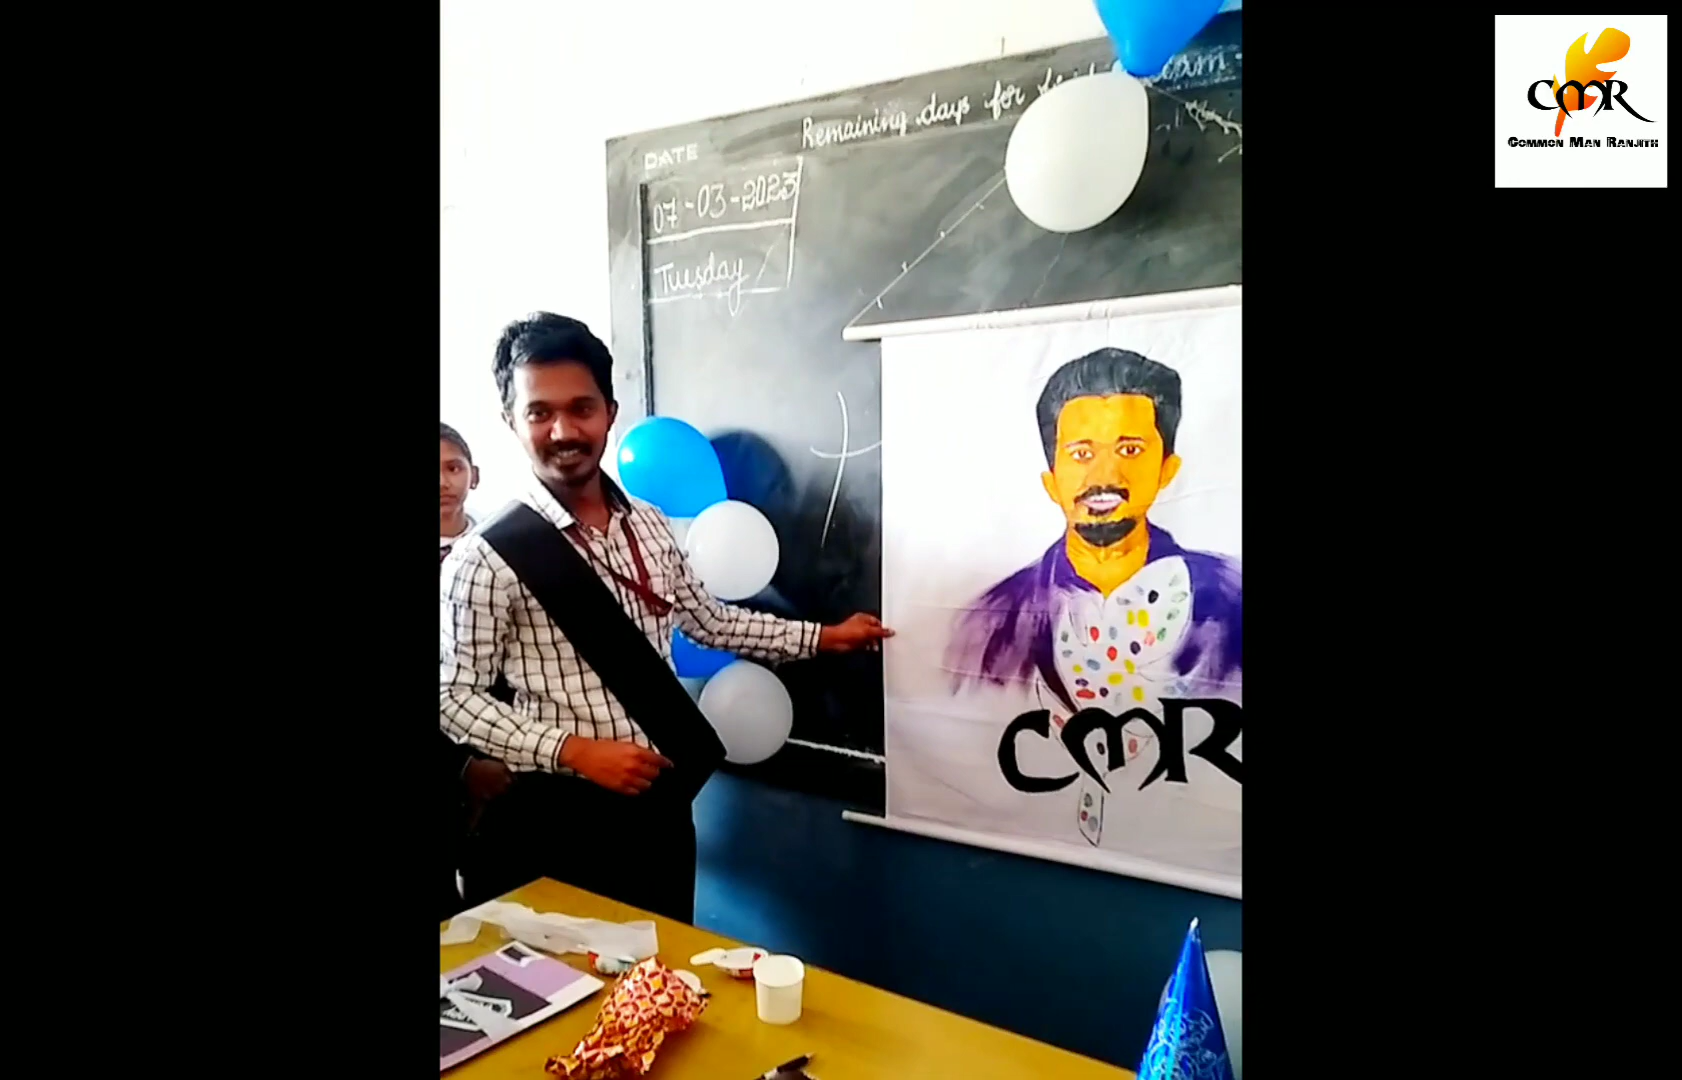 Remaining days for
DATE
07-03-2023
Tuesday
CMR
CMR
COMMON MAN RANJITH